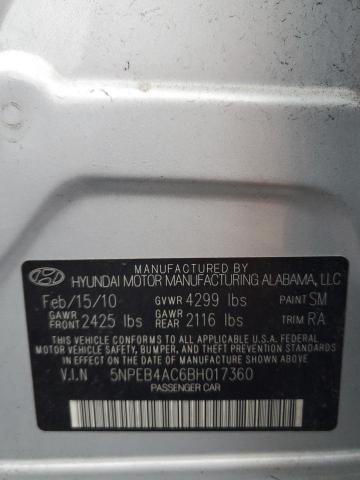 MANUFACTURED BY
HYUNDAI MOTOR MANUFACTURING ALABAMA, LLC
Feb/15/10 GVWR 4299 lbs PAINT SM
GAWR FRONT 2425 lbs GAWR REAR 2116 lbs TRIM RA
THIS VEHICLE CONFORMS TO ALL APPLICABLE U.S. FEDERAL
MOTOR VEHICLE SAFETY, BUMPER, AND THEFT PREVENTION STANDARDS
IN EFFECT ON THE DATE OF MANUFACTURE SHOWN ABOVE.
V.I.N 5NPEB4AC6BH017360
PASSENGER CAR